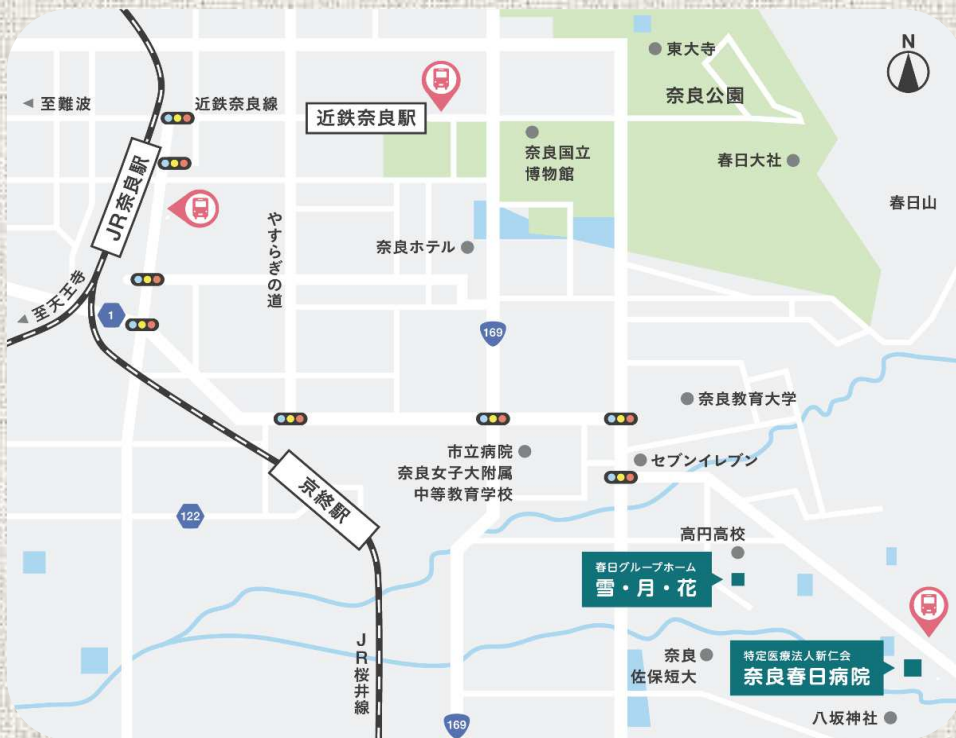 N
東大寺
奈良公園
至難波
近鉄奈良線
近鉄奈良駅
奈良国立
博物館
春日大社
春日山
JR奈良駅
やすらぎの道
奈良ホテル
至天王寺
1
169
奈良教育大学
市立病院
奈良女子大附属
中等教育学校
セブンイレブン
京終駅
122
高円高校
春日グループホーム
雪・月・花
JR桜井線
奈良
佐保短大
特定医療法人新仁会
奈良春日病院
169
八坂神社